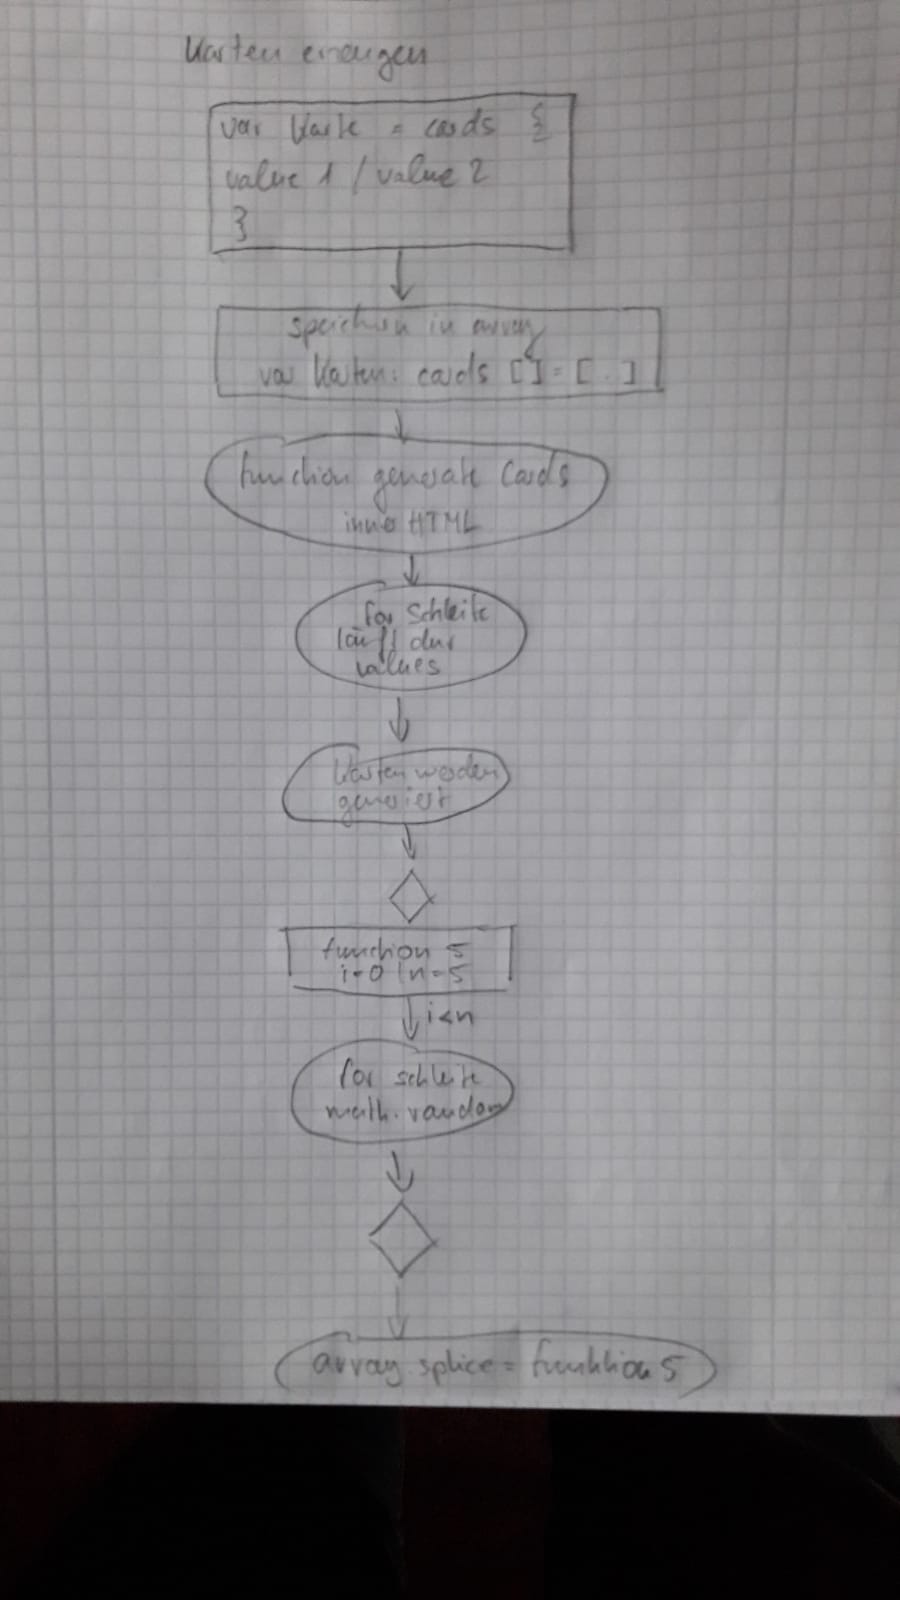 Karten erzeugen
var Karte = cards {
value 1 / value 2
}
speichern in array
var Karten: cards [] = [ . ]
function generate Cards
inner HTML
for Schleife
läuft durch
values
Karten werden
generiert
function 5
i=0 | n=5
i<n
for schleife
math.random
array.splice = funktion 5